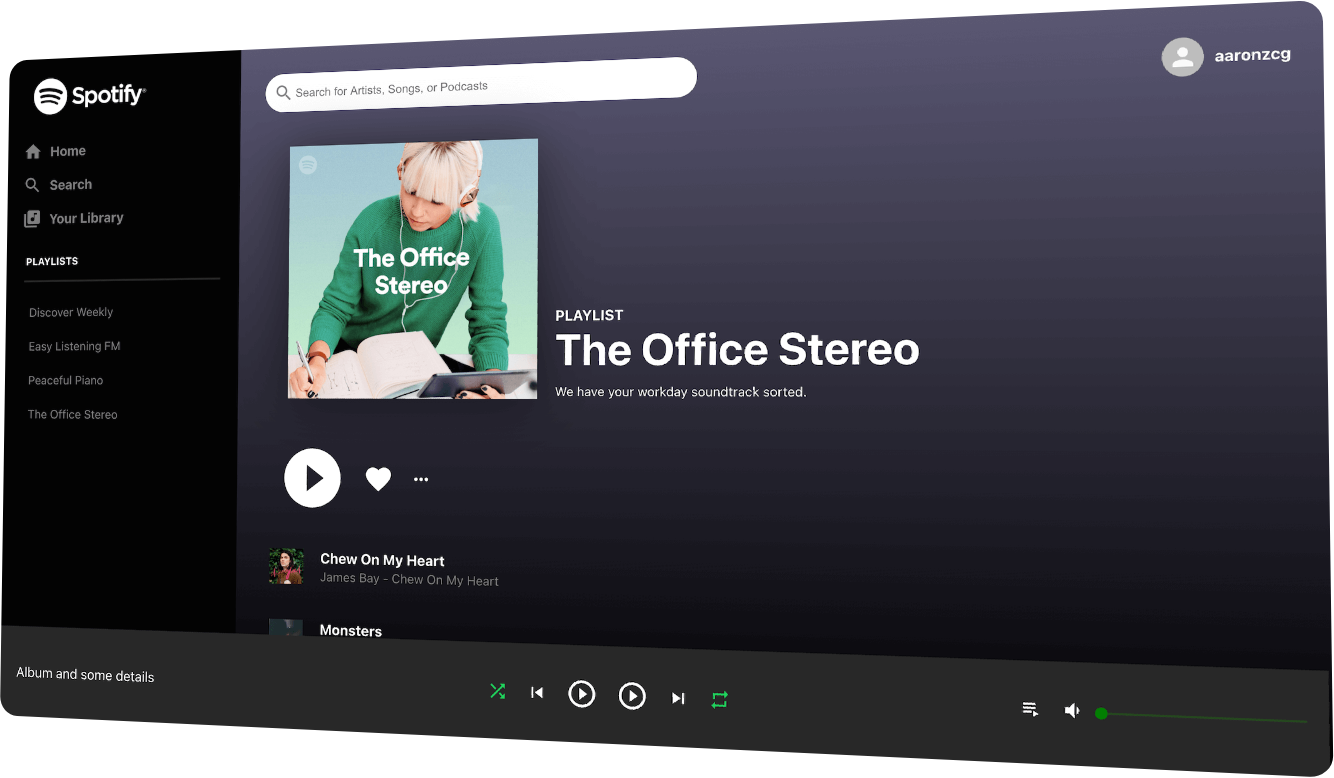 Spotify
Home
Search
Your Library
PLAYLISTS
Discover Weekly
Easy Listening FM
Peaceful Piano
The Office Stereo
Search for Artists, Songs, or Podcasts
aaronzcg
The Office
Stereo
PLAYLIST
The Office Stereo
We have your workday soundtrack sorted.
Chew On My Heart
James Bay - Chew On My Heart
Monsters
Album and some details